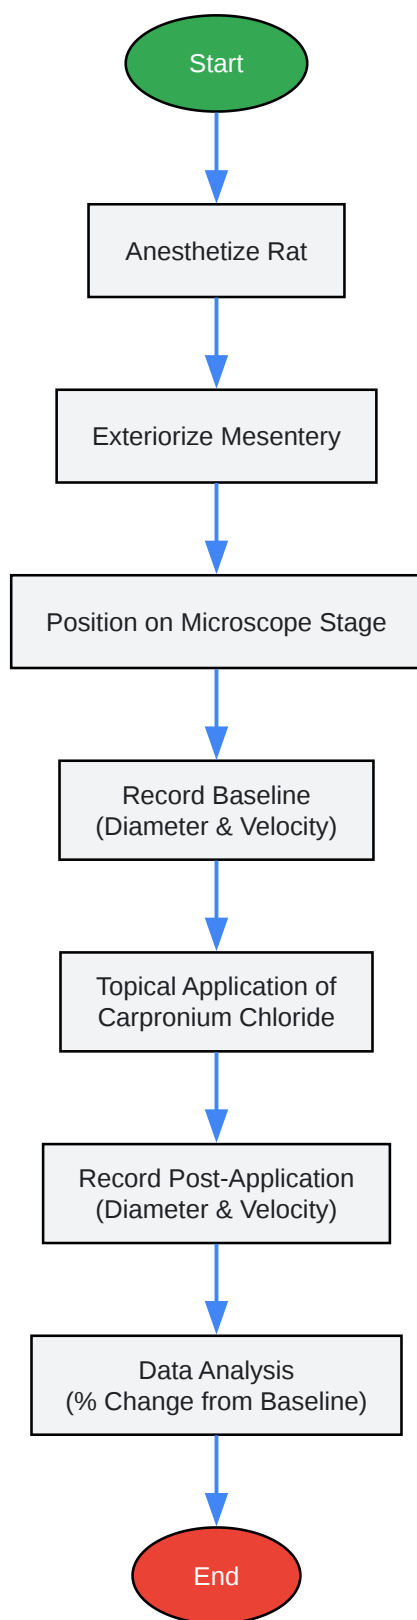 Start
Anesthetize Rat
Exteriorize Mesentery
Position on Microscope Stage
Record Baseline
(Diameter & Velocity)
Topical Application of
Carpronium Chloride
Record Post-Application
(Diameter & Velocity)
Data Analysis
(% Change from Baseline)
End